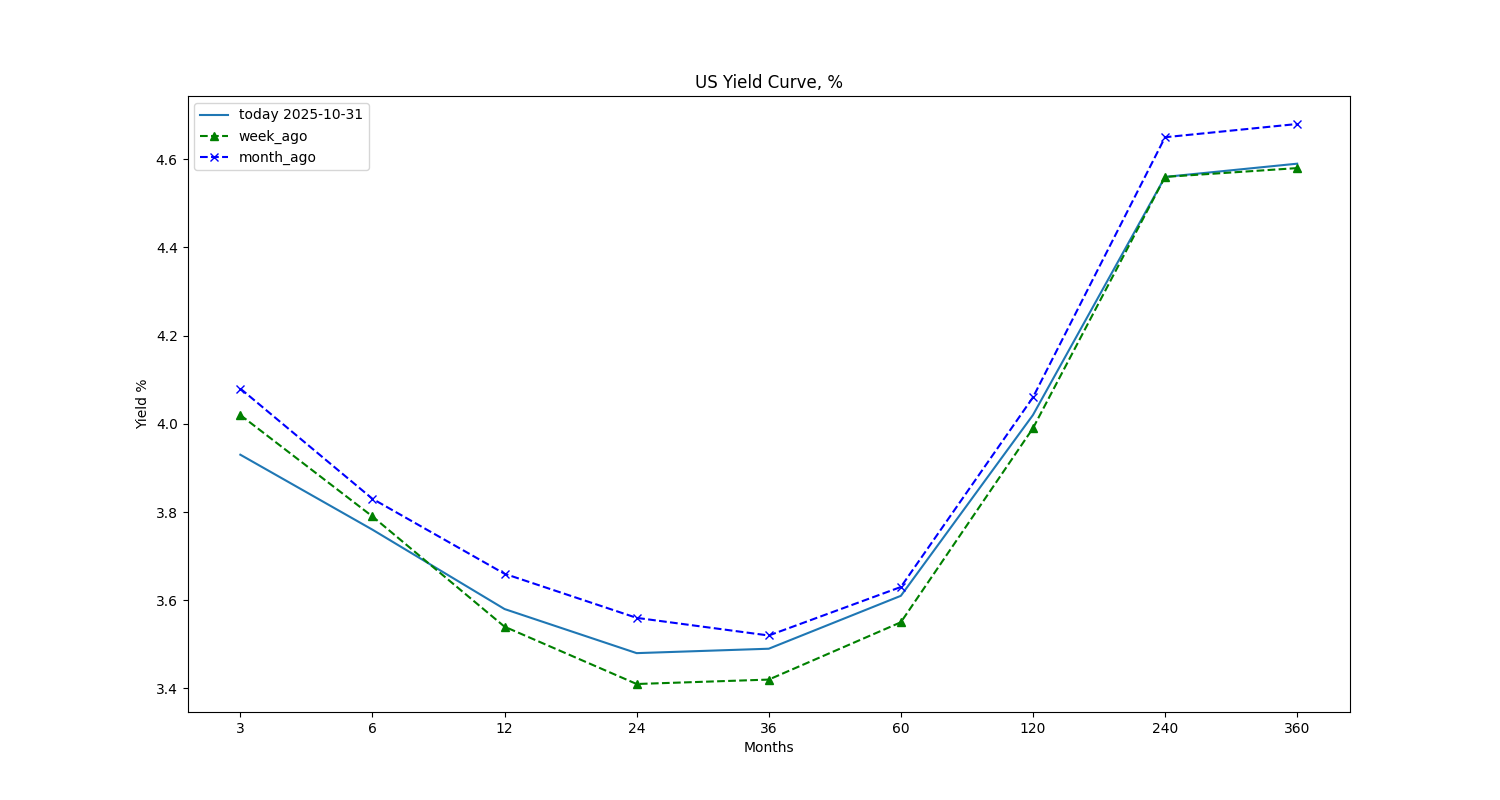 US Yield Curve, %
today 2025-10-31
week_ago
month_ago
4.6
4.4
4.2
4.0
3.8
3.6
3.4
Yield %
3 6 12 24 36 60 120 240 360
Months